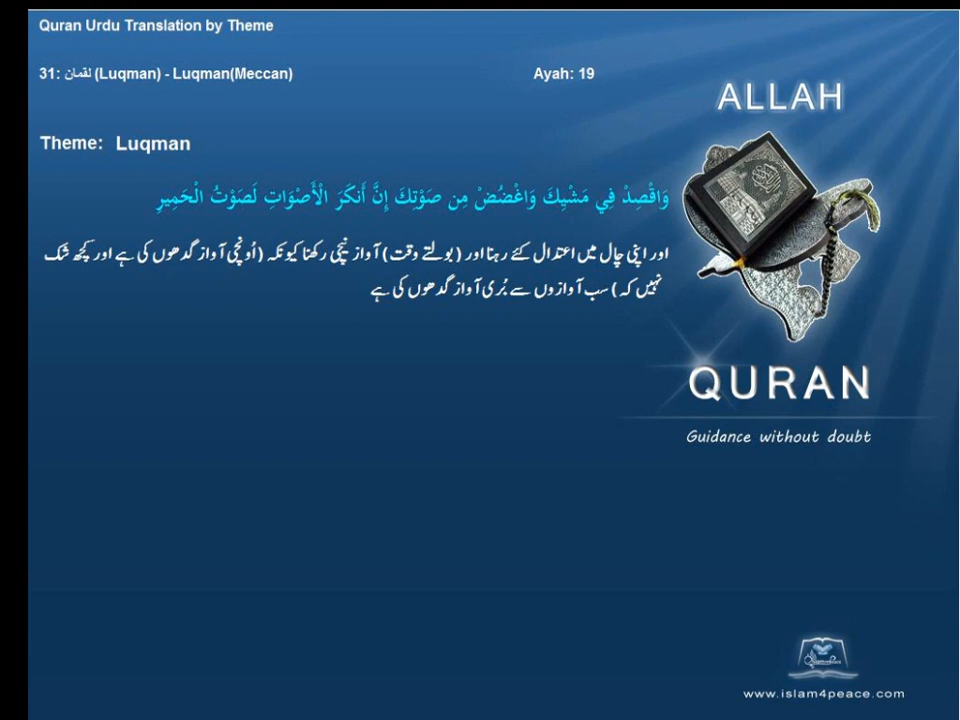 Quran Urdu Translation by Theme
31: لقمان (Luqman) - Luqman(Meccan)
Ayah: 19
Theme: Luqman
وَاقْصِدْ فِي مَشْيِكَ وَاغْضُضْ مِن صَوْتِكَ إِنَّ أَنكَرَ الْأَصْوَاتِ لَصَوْتُ الْحَمِيرِ
اور اپنی چال میں اعتدال کئے رہنا اور (بولتے وقت) آواز نیچی رکھنا کیونکہ (اُونچی آواز گدھوں کی ہے اور کچھ شک
نہیں کہ) سب آوازوں سے بُری آواز گدھوں کی ہے
ALLAH
QURAN
Guidance without doubt
www.islam4peace.com